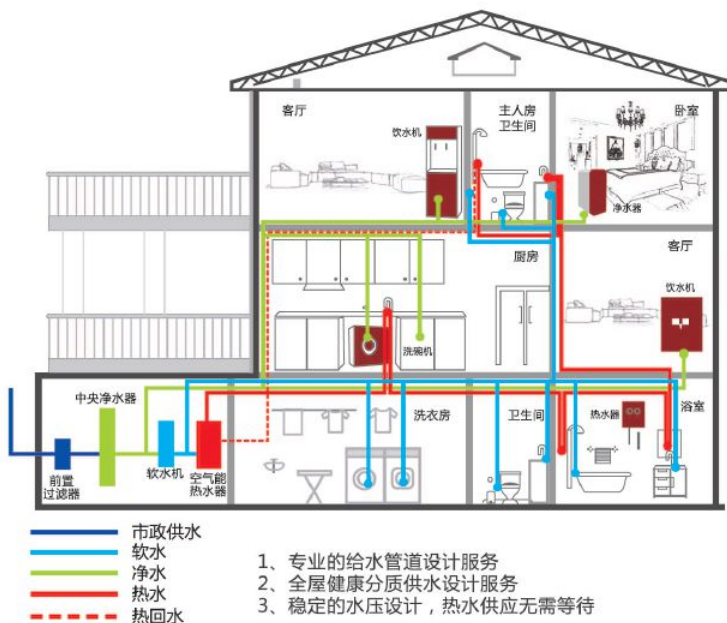 客厅
主人房
卫生间
卧室
饮水机
净水器
厨房
客厅
饮水机
洗碗机
中央净水器
洗衣房
卫生间
热水器
浴室
前置
过滤器
软水机
空气能
热水器
市政供水
软水
净水
热水
热回水
1、专业的给水管道设计服务
2、全屋健康分质供水设计服务
3、稳定的水压设计，热水供应无需等待